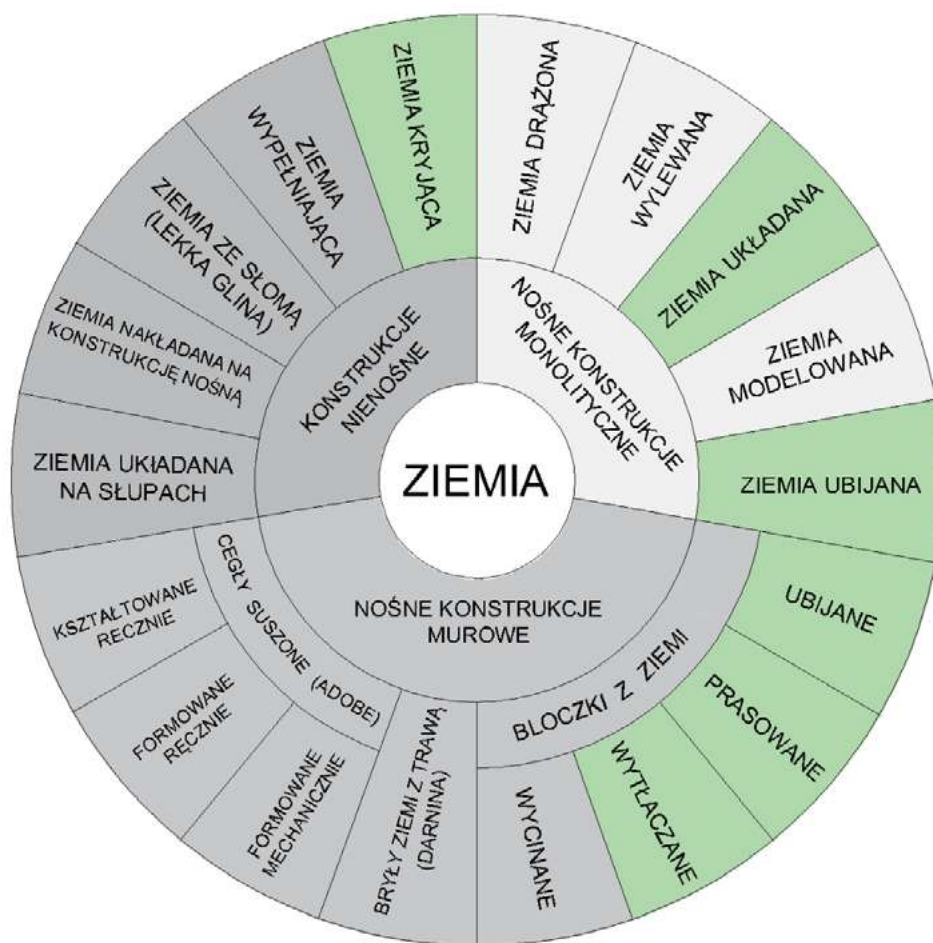 ZIEMIA
NOŚNE KONSTRUKCJE
MONOLITYCZNE
ZIEMIA DRĄŻONA
ZIEMIA
WYLEWANA
ZIEMIA UKŁADANA
ZIEMIA
MODELOWANA
ZIEMIA UBIJANA
NOŚNE KONSTRUKCJE
MUROWE
BLOCZKI Z ZIEMI
UBIJANE
PRASOWANE
WYTŁACZANE
WYCINANE
BRYŁY ZIEMI Z TRAWĄ
(DARNINA)
CEGŁY SUSZONE (ADOBE)
FORMOWANE
MECHANICZNIE
FORMOWANE
RĘCZNIE
KSZTAŁTOWANE
RECZNIE
KONSTRUKCJE
NIENOŚNE
ZIEMIA UKIADANA
NA SŁUPACH
ZIEMIA NAKŁADANA NA
KONSTRUKCJĘ NOŚNĄ
ZIEMIA ZE SŁOMĄ
(LEKKA GLINA)
ZIEMIA
WYPEŁNIAJĄCA
ZIEMIA KRYJĄCA